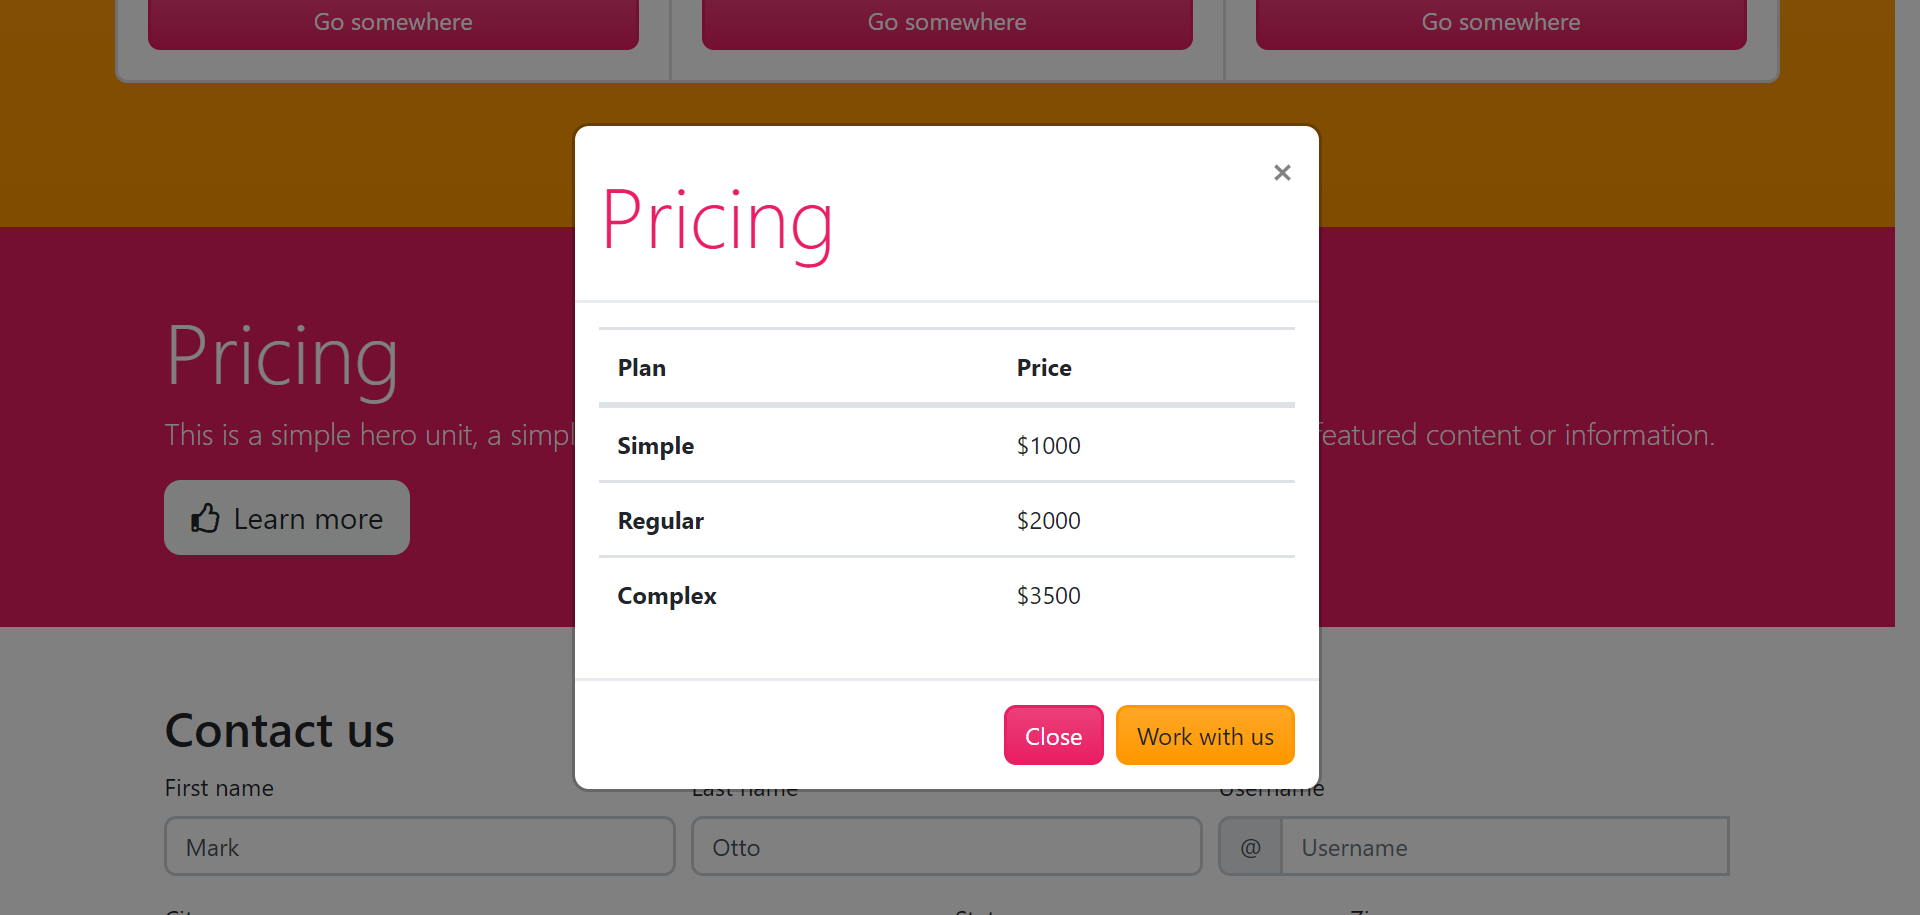 Go somewhere Go somewhere Go somewhere
×
Pricing
Plan Price
Simple $1000
Regular $2000
Complex $3500
Close Work with us
Pricing
This is a simple hero unit, a simpl featured content or information.
Learn more
Contact us
First name Last name Username
Mark Otto @ Username